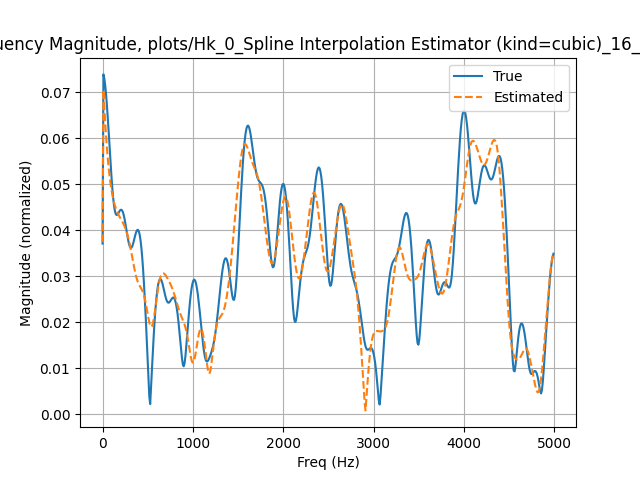 uency Magnitude, plots/Hk_0_Spline Interpolation Estimator (kind=cubic)_16_
True
Estimated
Magnitude (normalized)
0.07
0.06
0.05
0.04
0.03
0.02
0.01
0.00
0
1000
2000
3000
4000
5000
Freq (Hz)